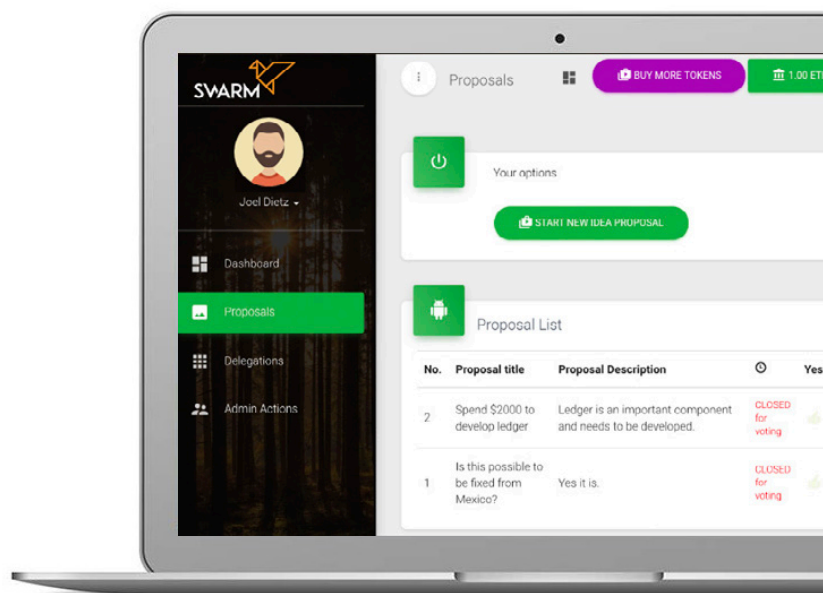 SWARM
Joel Dietz
Dashboard
Proposals
Delegations
Admin Actions
Proposals
BUY MORE TOKENS
1.00 ET
Your options
START NEW IDEA PROPOSAL
Proposal List
No. Proposal title Proposal Description Yes
2 Spend $2000 to Ledger is an important component CLOSED
develop ledger and needs to be developed. for
voting
Is this possible to CLOSED
1 be fixed from Yes it is. for
Mexico? voting